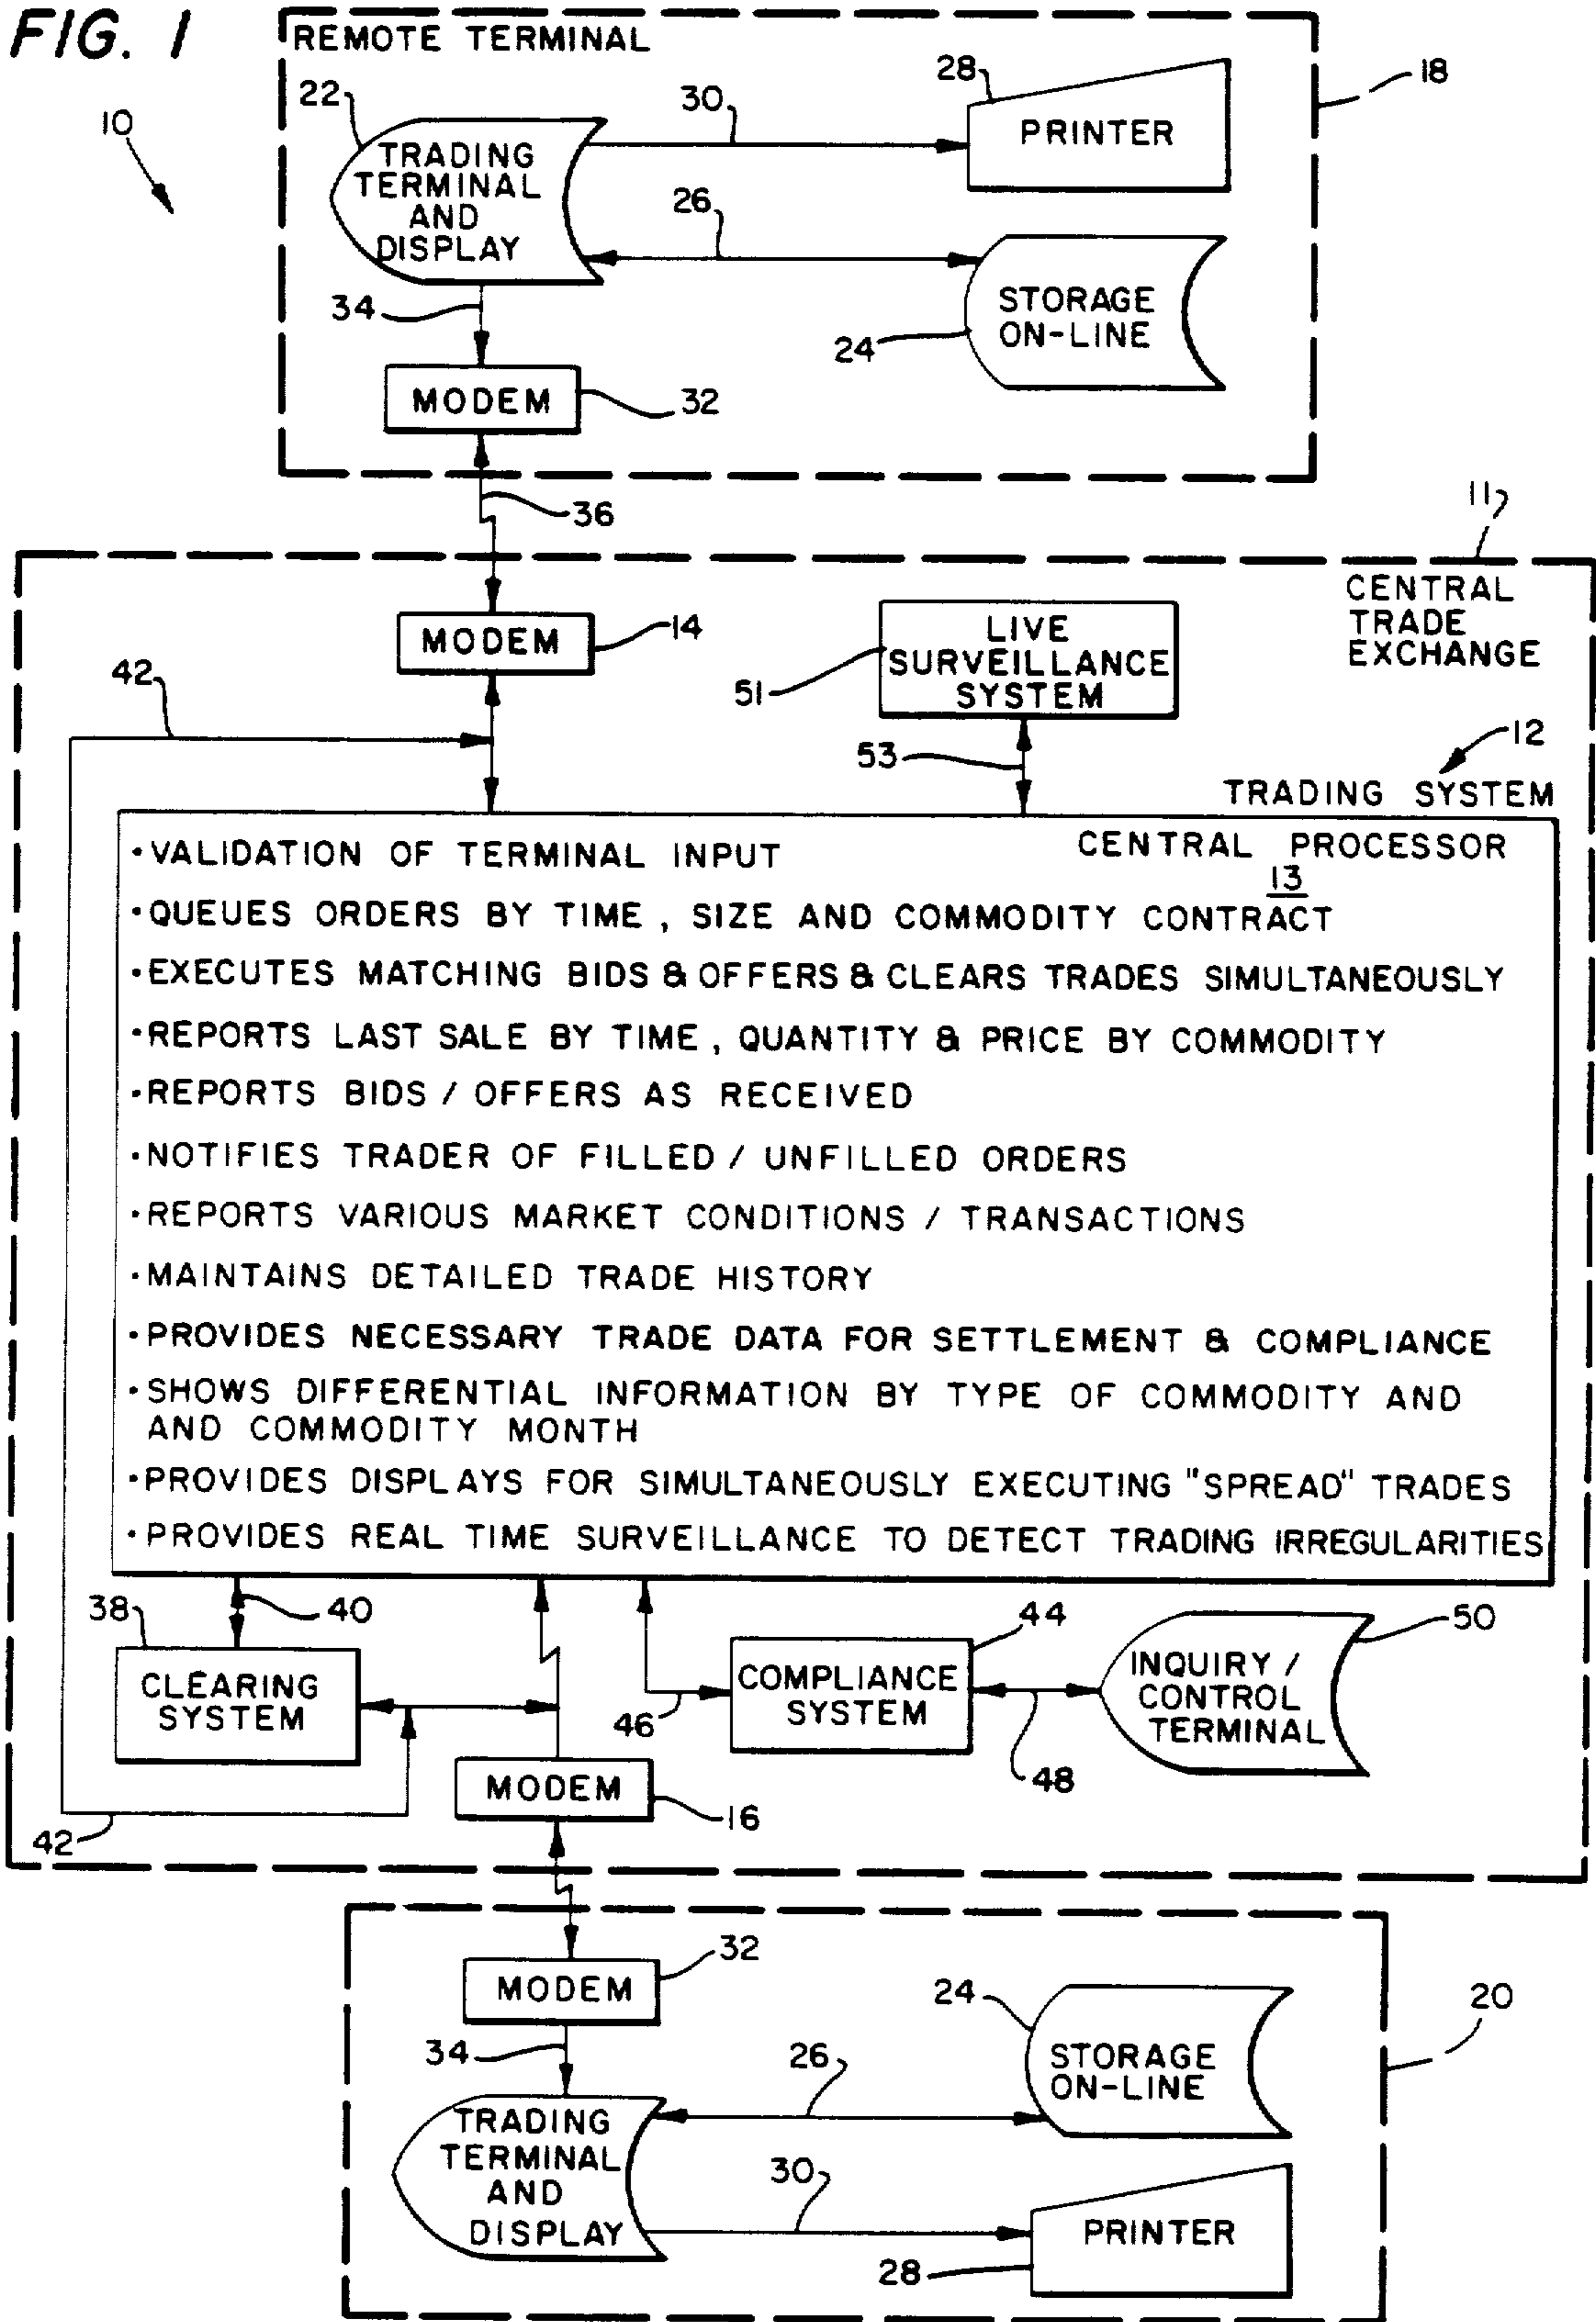 FIG. 1
REMOTE TERMINAL
10
22
TRADING
TERMINAL
AND
DISPLAY
30
28
PRINTER
18
26
STORAGE
ON-LINE
24
34
MODEM
32
36
11
CENTRAL
TRADE
EXCHANGE
MODEM
14
LIVE
SURVEILLANCE
SYSTEM
51
42
53
12
TRADING SYSTEM
CENTRAL PROCESSOR
13
·VALIDATION OF TERMINAL INPUT
·QUEUES ORDERS BY TIME, SIZE AND COMMODITY CONTRACT
·EXECUTES MATCHING BIDS & OFFERS & CLEARS TRADES SIMULTANEOUSLY
·REPORTS LAST SALE BY TIME, QUANTITY & PRICE BY COMMODITY
·REPORTS BIDS / OFFERS AS RECEIVED
·NOTIFIES TRADER OF FILLED / UNFILLED ORDERS
·REPORTS VARIOUS MARKET CONDITIONS / TRANSACTIONS
·MAINTAINS DETAILED TRADE HISTORY
·PROVIDES NECESSARY TRADE DATA FOR SETTLEMENT & COMPLIANCE
·SHOWS DIFFERENTIAL INFORMATION BY TYPE OF COMMODITY AND
AND COMMODITY MONTH
·PROVIDES DISPLAYS FOR SIMULTANEOUSLY EXECUTING "SPREAD" TRADES
·PROVIDES REAL TIME SURVEILLANCE TO DETECT TRADING IRREGULARITIES
38
40
CLEARING
SYSTEM
44
COMPLIANCE
SYSTEM
46
48
50
INQUIRY /
CONTROL
TERMINAL
MODEM
16
42
MODEM
32
34
24
STORAGE
ON-LINE
20
26
TRADING
TERMINAL
AND
DISPLAY
30
PRINTER
28